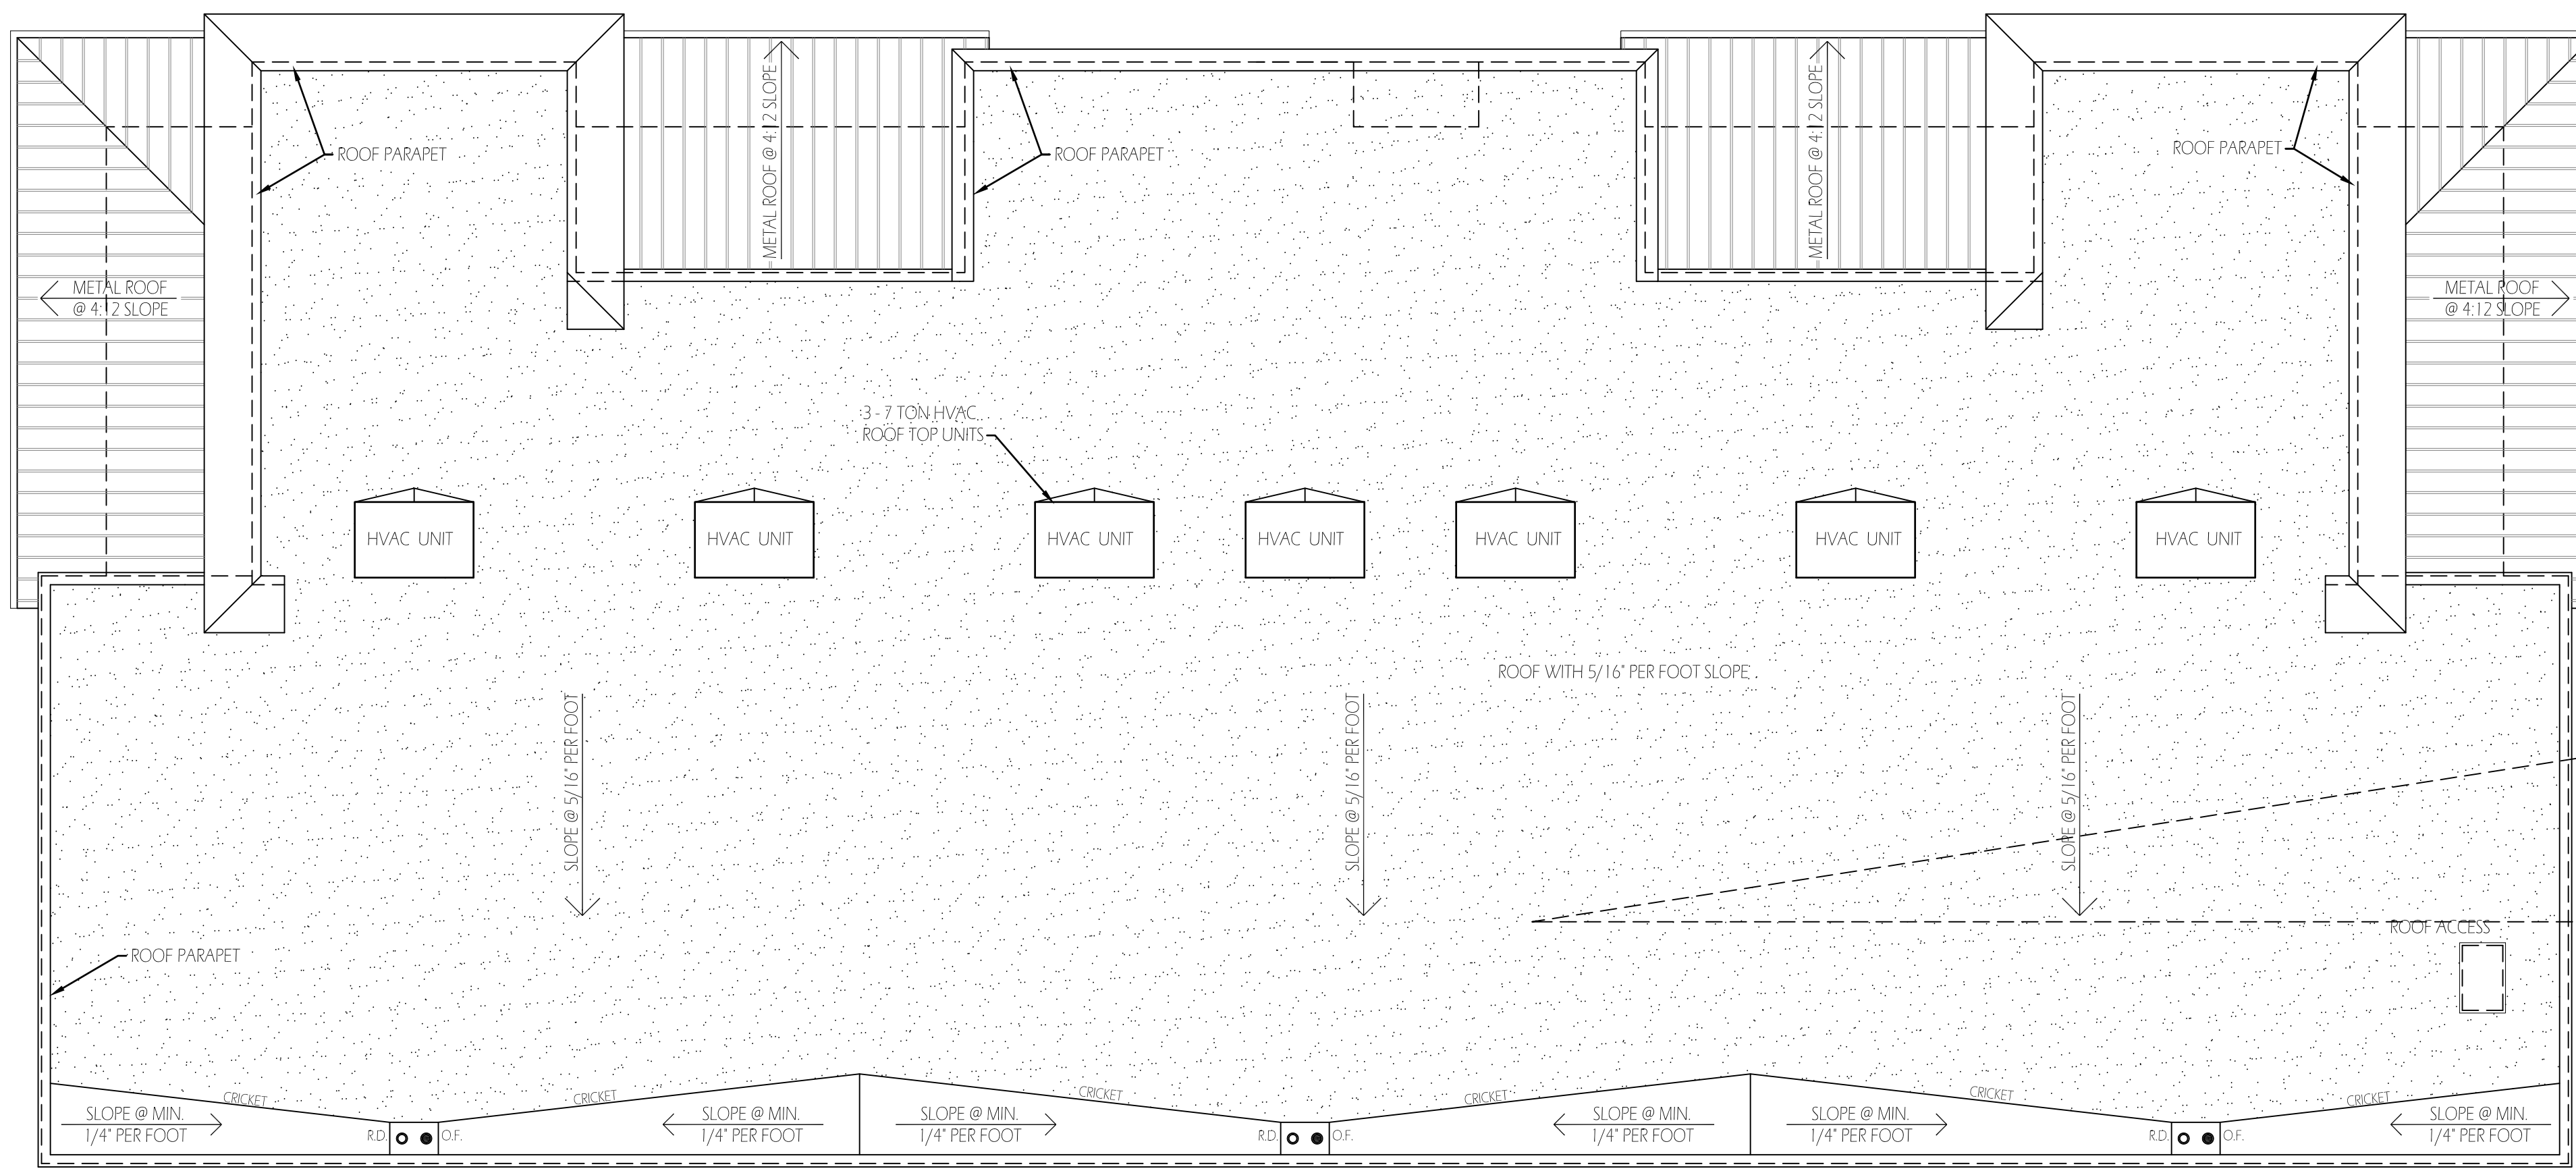 METAL ROOF @ 4:12 SLOPE
METAL ROOF @ 4:12 SLOPE
ROOF PARAPET
ROOF PARAPET
ROOF PARAPET
METAL ROOF
@ 4:12 SLOPE
METAL ROOF
@ 4:12 SLOPE
3 - 7 TON HVAC
ROOF TOP UNITS
HVAC UNIT
HVAC UNIT
HVAC UNIT
HVAC UNIT
HVAC UNIT
HVAC UNIT
HVAC UNIT
ROOF WITH 5/16" PER FOOT SLOPE
SLOPE @ 5/16" PER FOOT
SLOPE @ 5/16" PER FOOT
SLOPE @ 5/16" PER FOOT
ROOF ACCESS
ROOF PARAPET
CRICKET
CRICKET
CRICKET
CRICKET
CRICKET
CRICKET
SLOPE @ MIN.
1/4" PER FOOT
SLOPE @ MIN.
1/4" PER FOOT
SLOPE @ MIN.
1/4" PER FOOT
SLOPE @ MIN.
1/4" PER FOOT
SLOPE @ MIN.
1/4" PER FOOT
SLOPE @ MIN.
1/4" PER FOOT
R.D.
O.F.
R.D.
O.F.
R.D.
O.F.